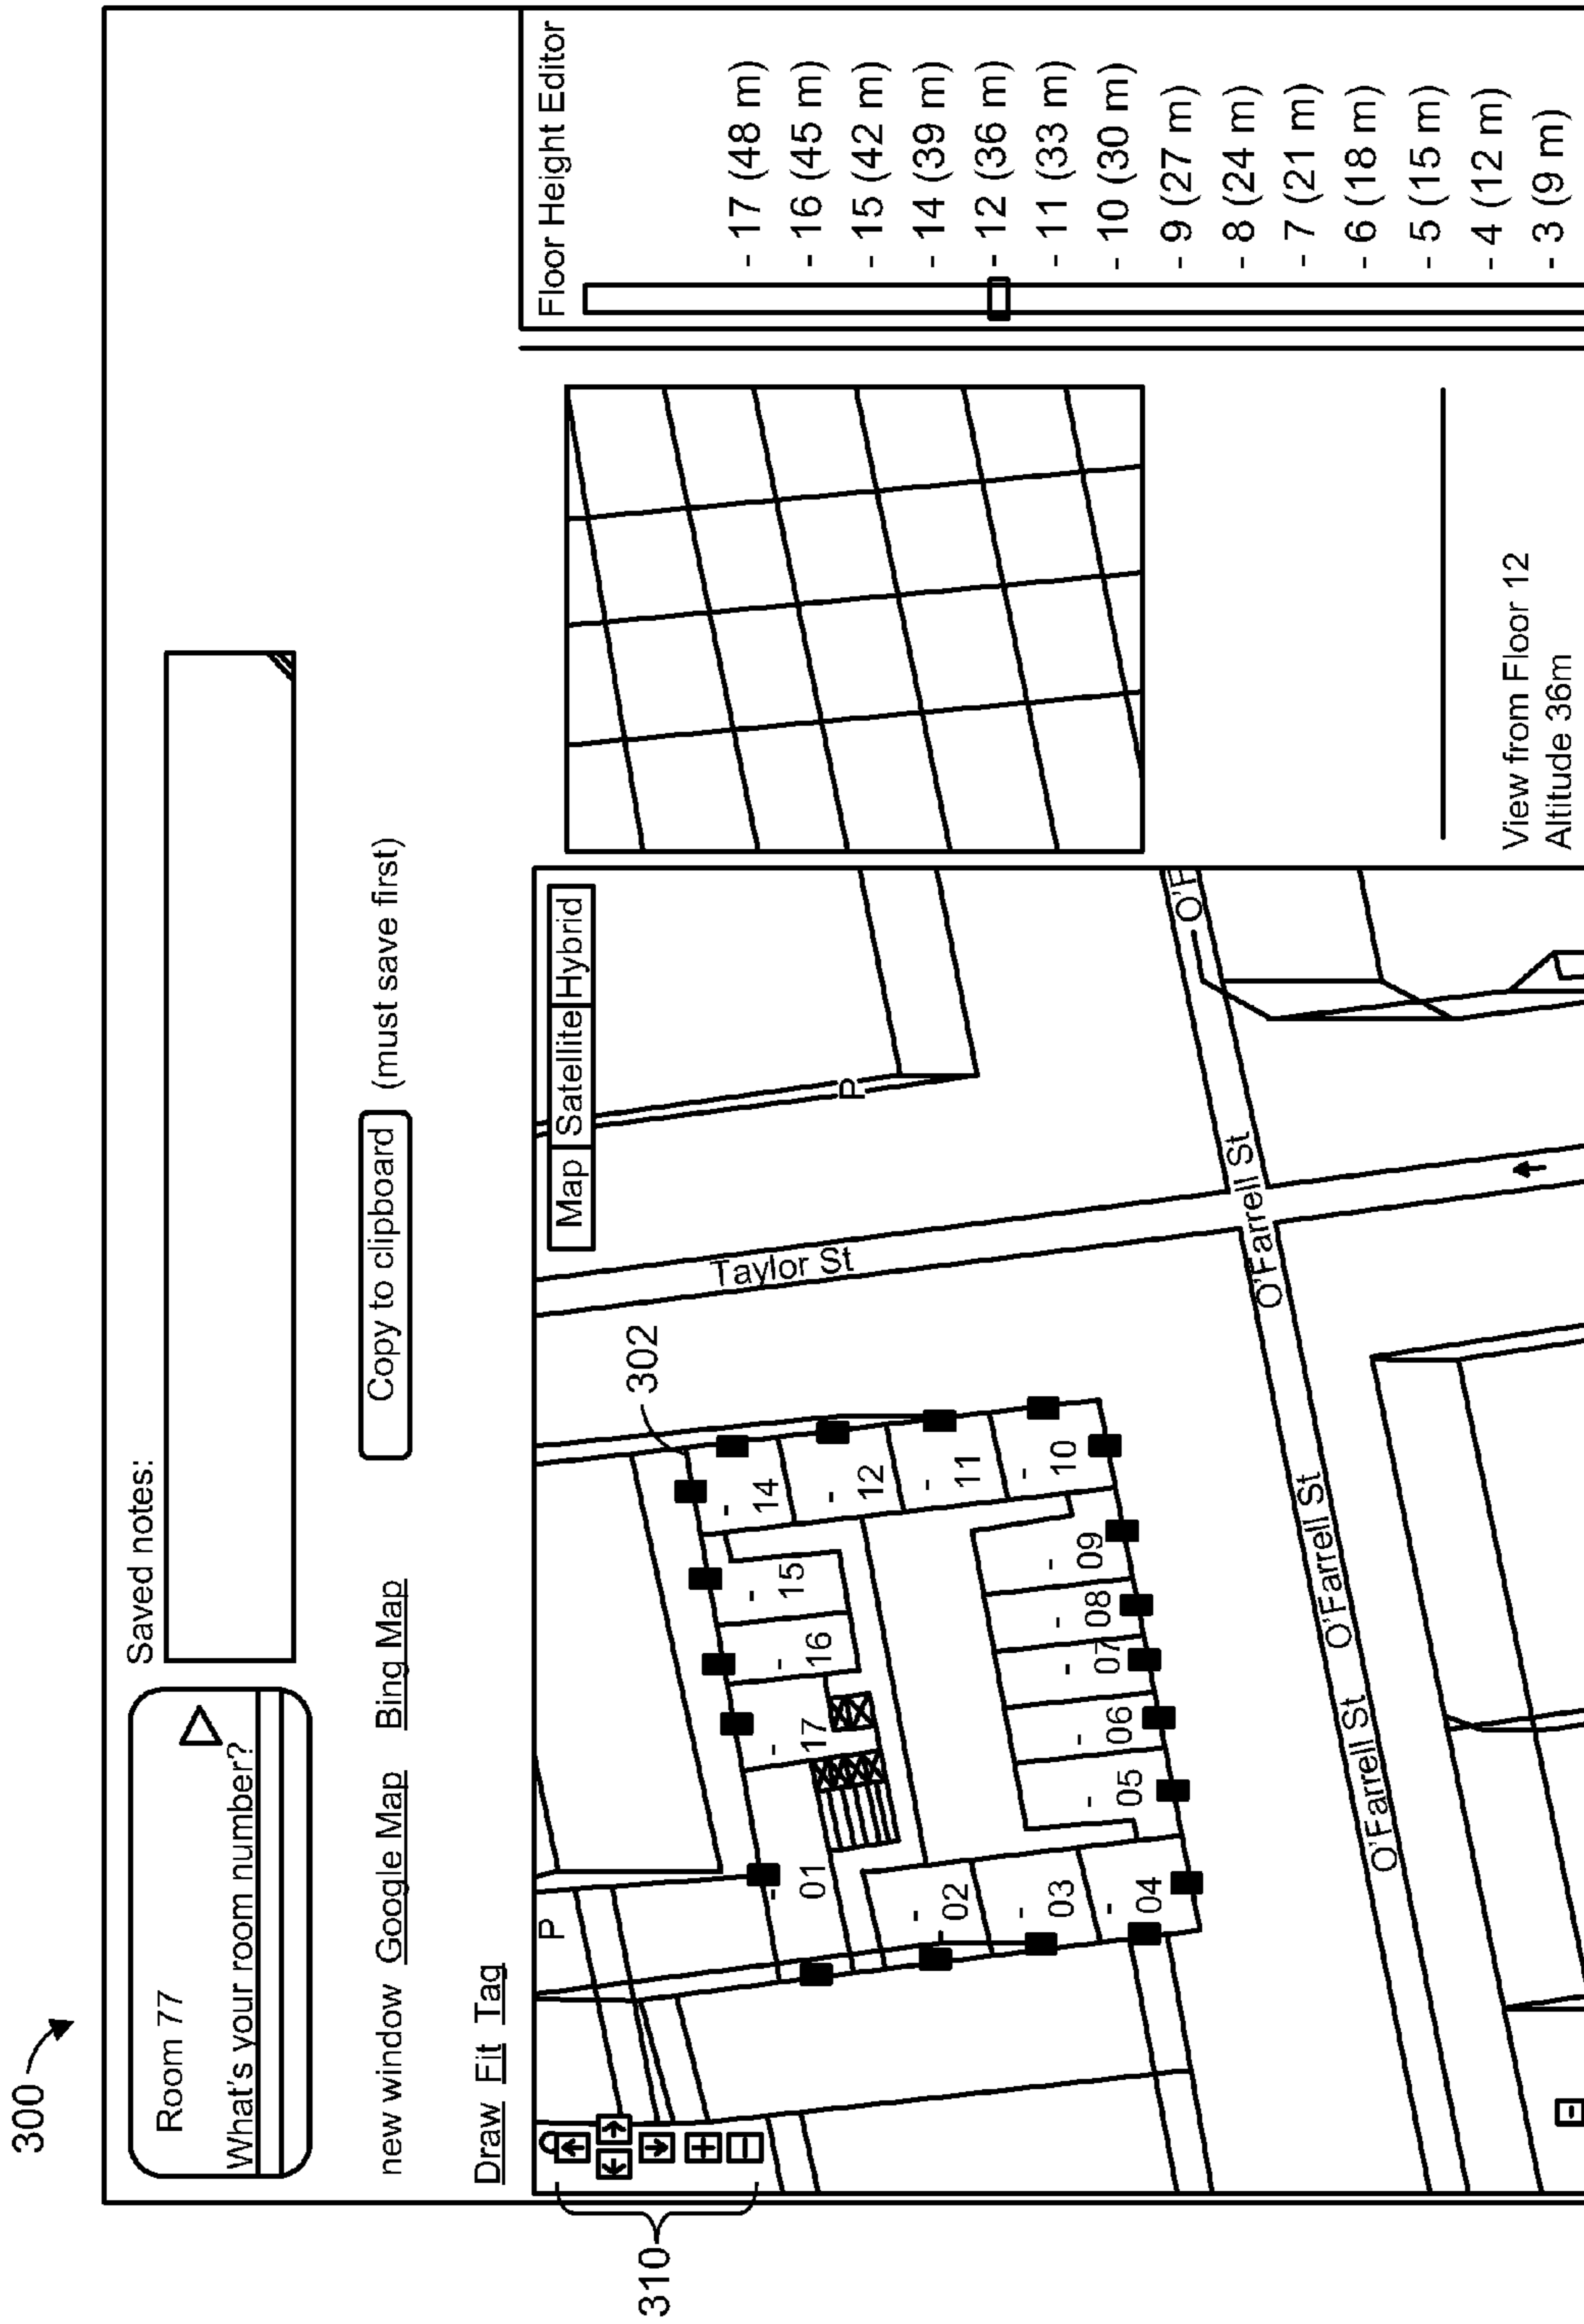 300
Room 77
What's your room number?
Saved notes:
new window Google Map Bing Map
Copy to clipboard (must save first)
Draw Fit Tag
310
302
Map Satellite Hybrid
P
P
Taylor St
14
15
16
17
01
12
11
10
02
03
04
05
06
07
08
09
O'Farrell St
O'Farrell St
O'Farrell St
O'Farrell St
O'Farrell St
O'F
View from Floor 12
Altitude 36m
Floor Height Editor
- 17 (48 m)
- 16 (45 m)
- 15 (42 m)
- 14 (39 m)
- 12 (36 m)
- 11 (33 m)
- 10 (30 m)
- 9 (27 m)
- 8 (24 m)
- 7 (21 m)
- 6 (18 m)
- 5 (15 m)
- 4 (12 m)
- 3 (9 m)